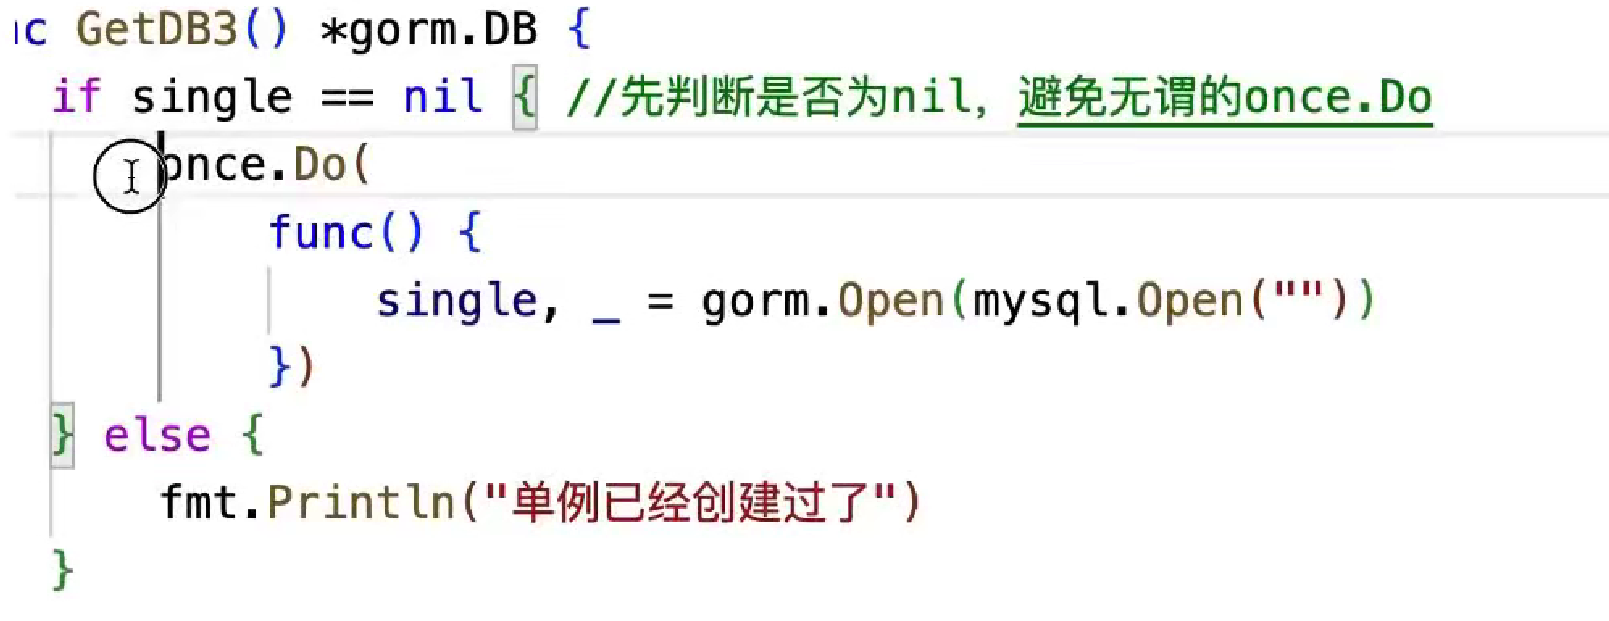 c GetDB3() *gorm.DB {
if single == nil { //先判断是否为nil，避免无谓的once.Do
once.Do(
func() {
single, _ = gorm.Open(mysql.Open(""))
})
} else {
fmt.Println("单例已经创建过了")
}